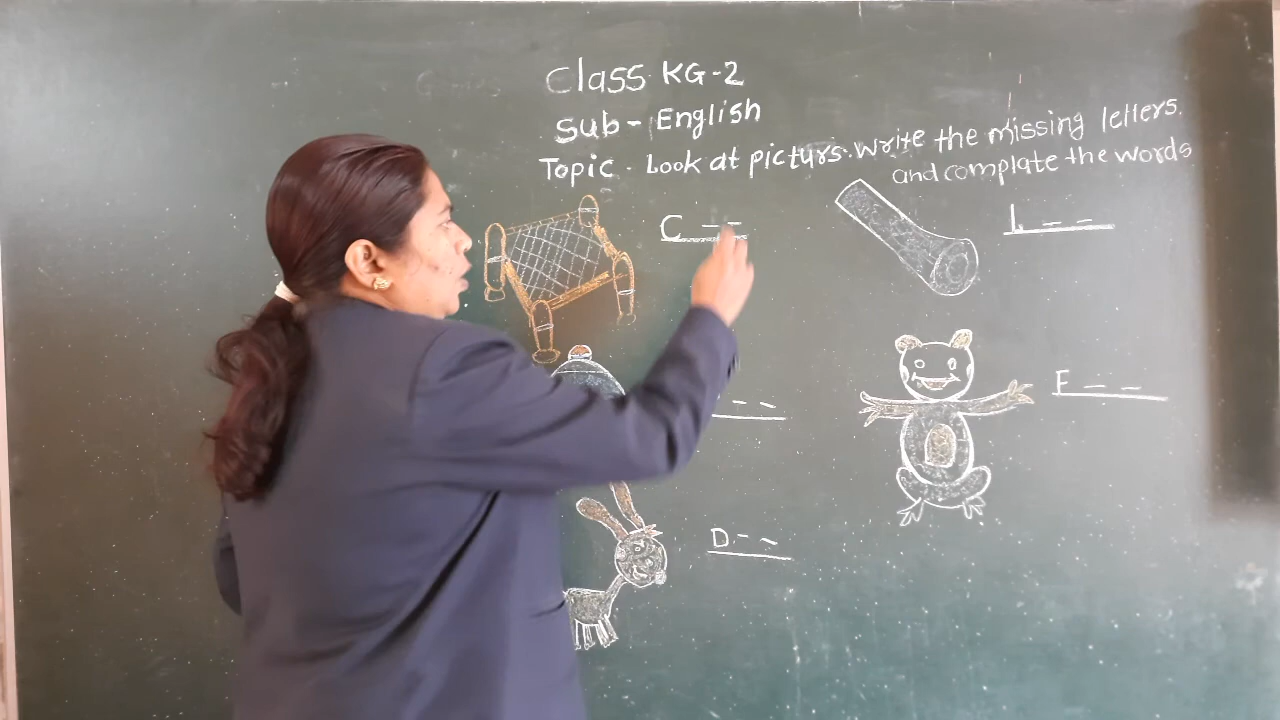 Class KG-2
Sub - English
Topic - Look at picturs. Write the missing letters.
and complate the words
C _ _
L _ _
_ _
F _ _
D _ _